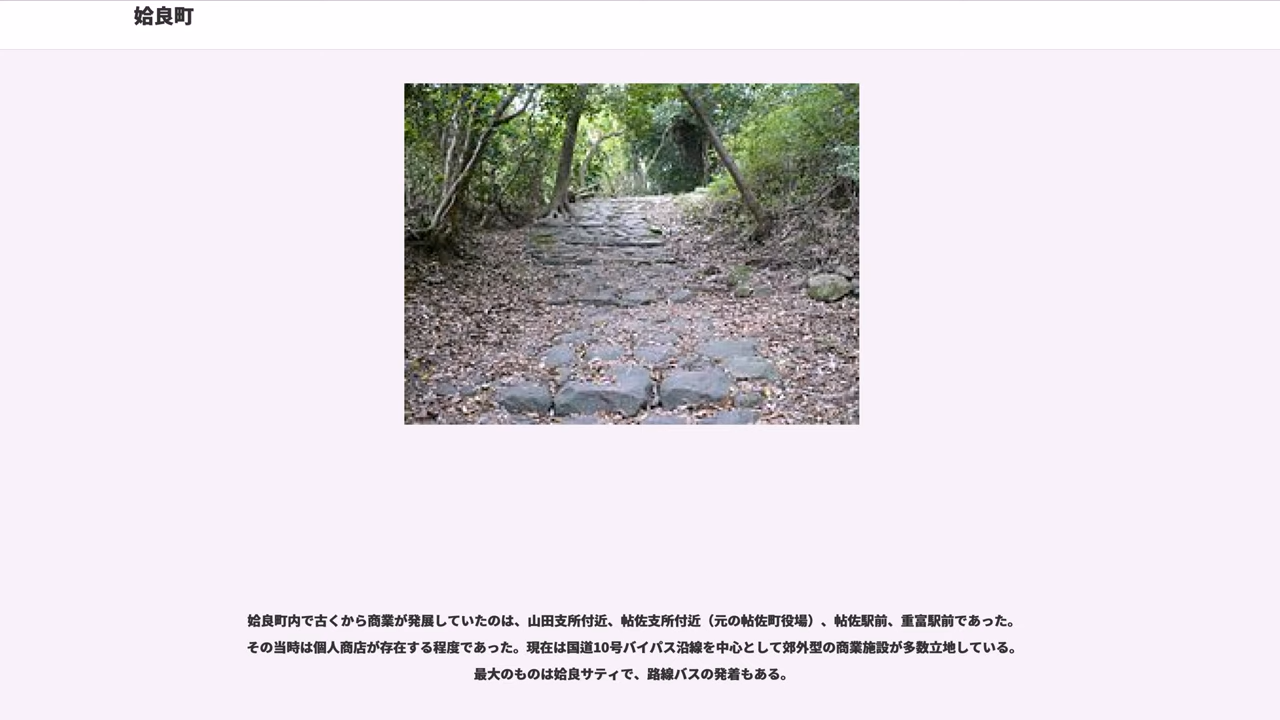 姶良町
姶良町内で古くから商業が発展していたのは、山田支所付近、帖佐支所付近（元の帖佐町役場）、帖佐駅前、重富駅前であった。
その当時は個人商店が存在する程度であった。現在は国道10号バイパス沿線を中心として郊外型の商業施設が多数立地している。
最大のものは姶良サティで、路線バスの発着もある。